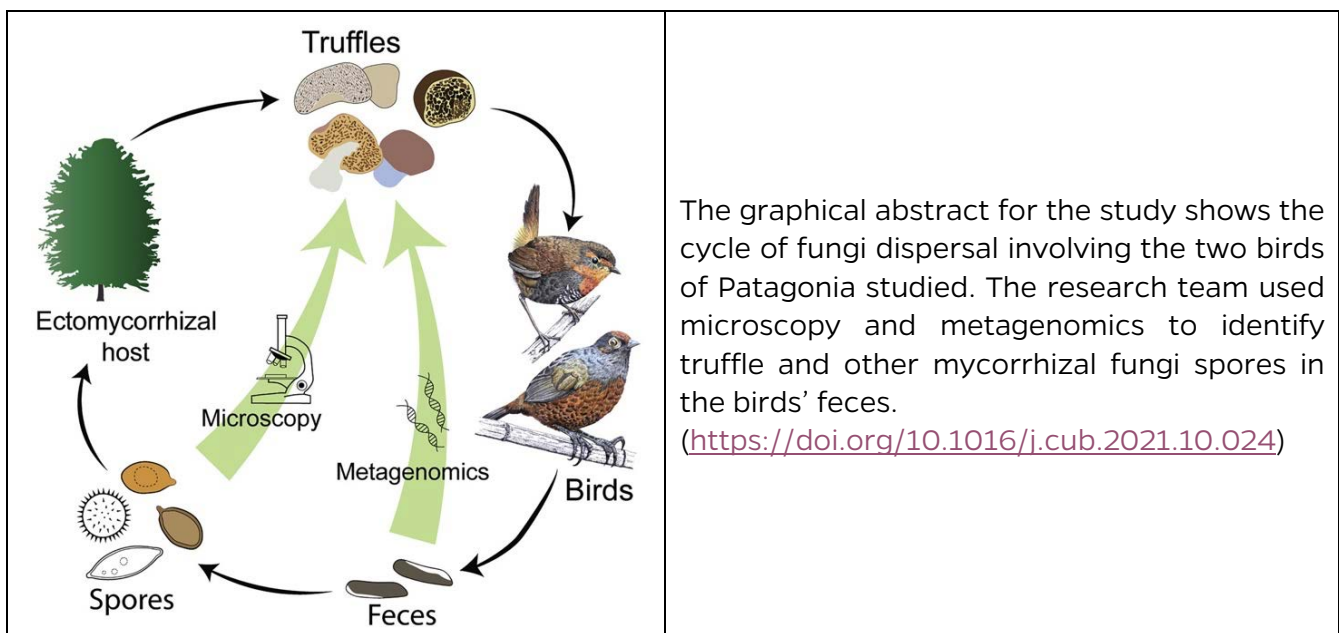 Truffles
Ectomycorrhizal
host
Microscopy
Metagenomics
Birds
Spores
Feces
The graphical abstract for the study shows the
cycle of fungi dispersal involving the two birds
of Patagonia studied. The research team used
microscopy and metagenomics to identify
truffle and other mycorrhizal fungi spores in
the birds’ feces.
(https://doi.org/10.1016/j.cub.2021.10.024)